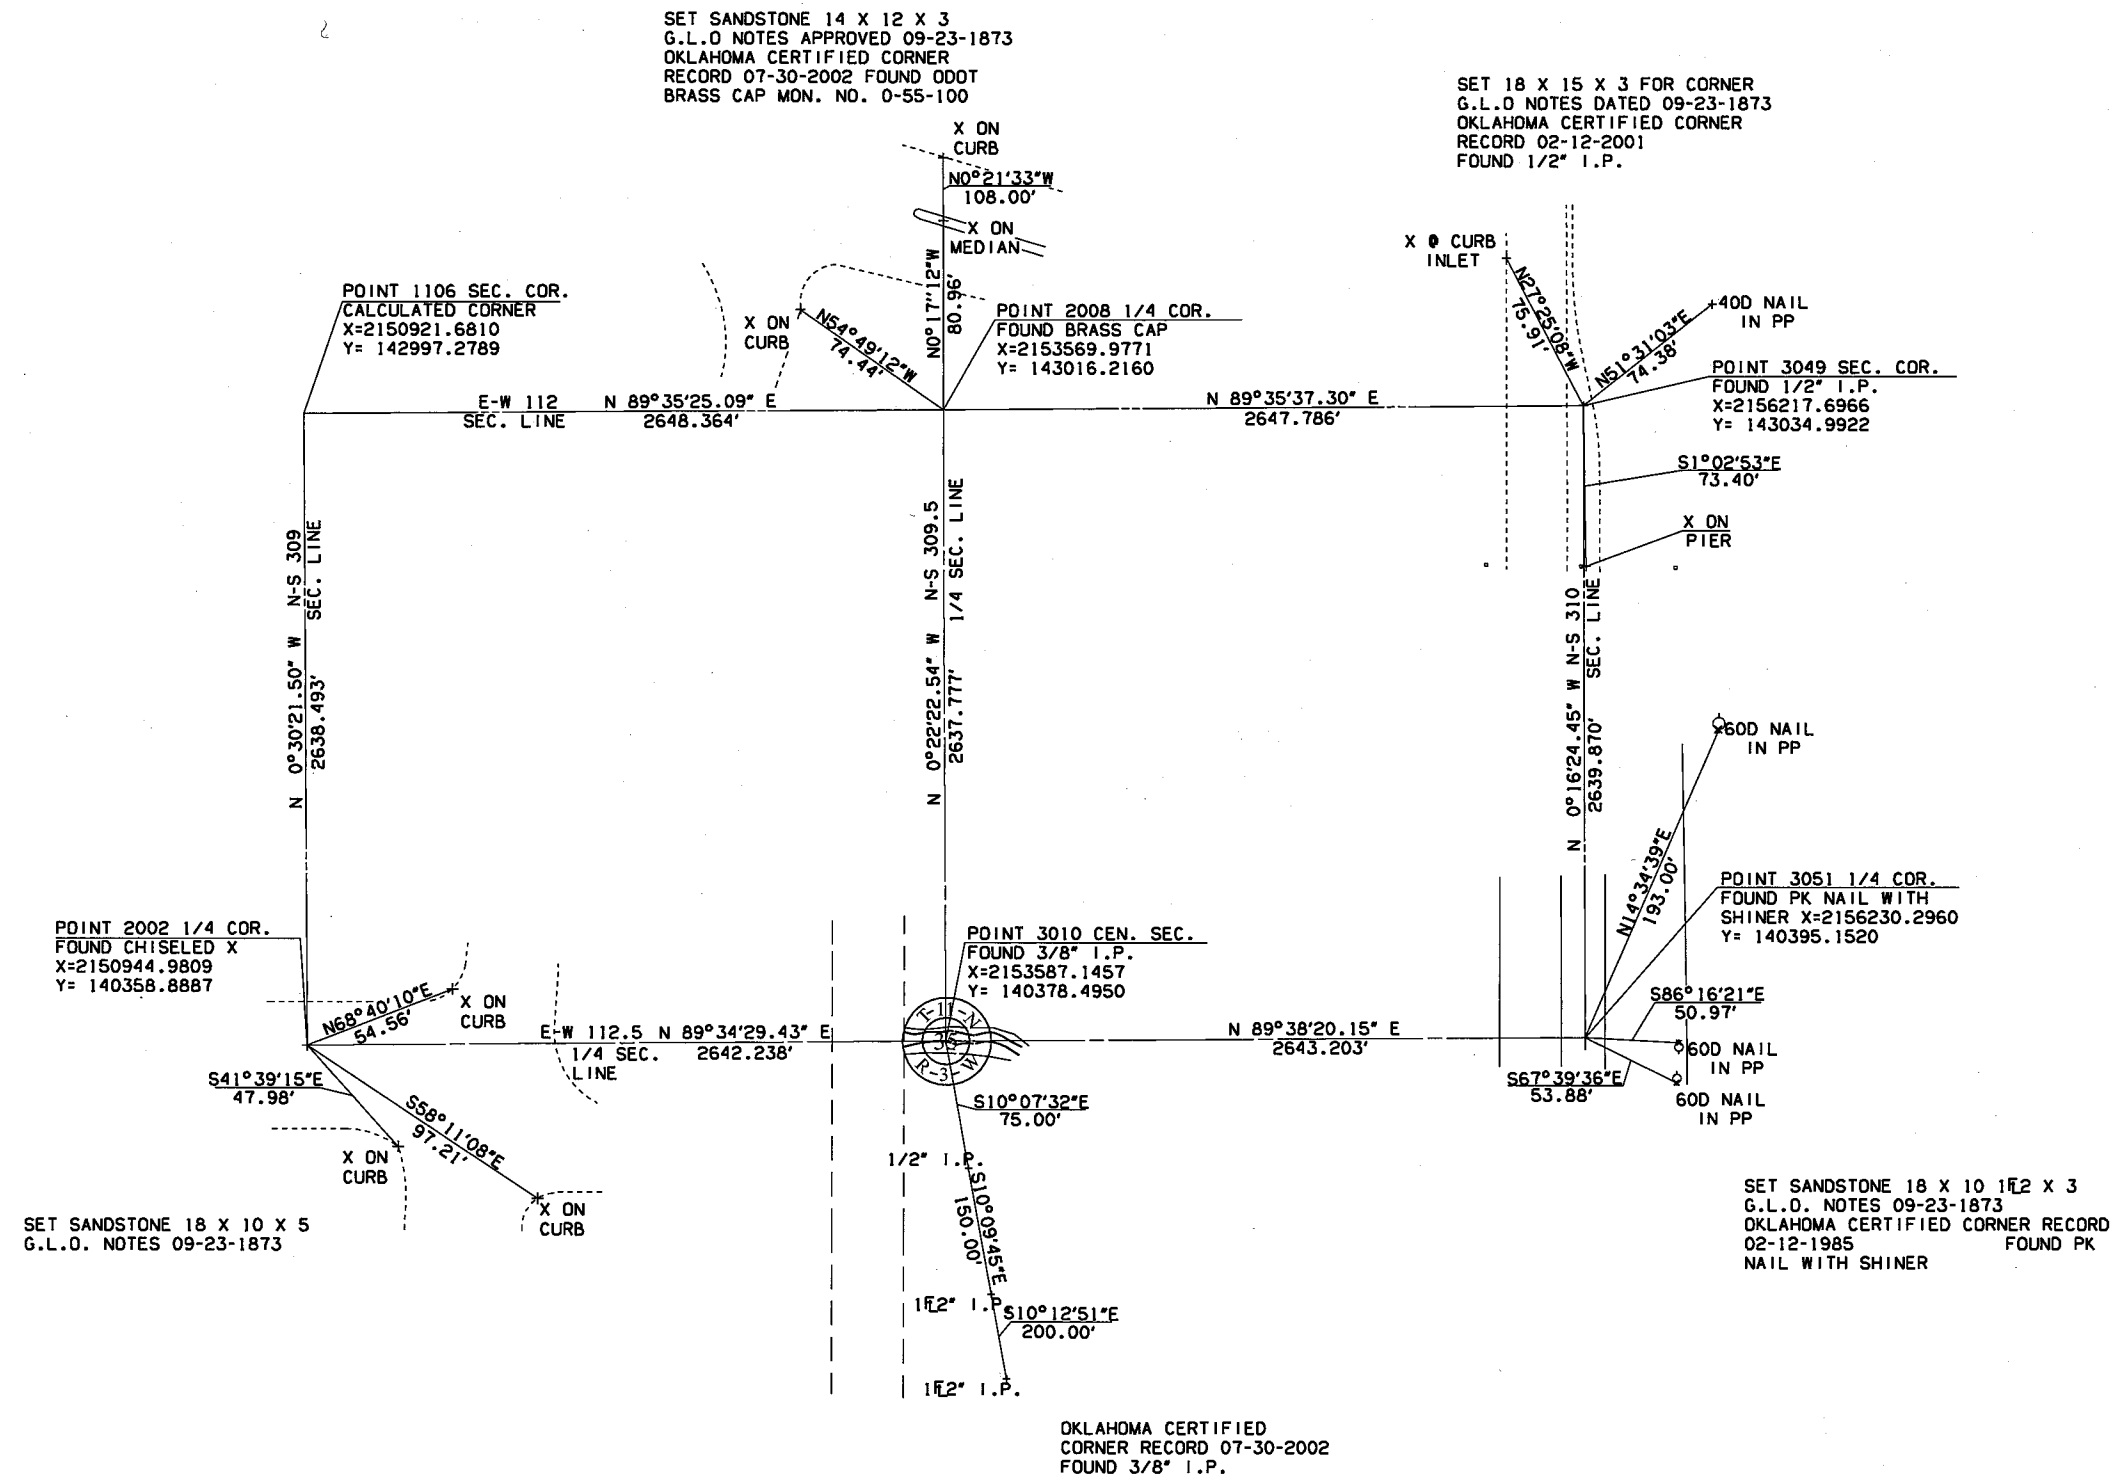 SET SANDSTONE 14 X 12 X 3
G.L.O NOTES APPROVED 09-23-1873
OKLAHOMA CERTIFIED CORNER
RECORD 07-30-2002 FOUND ODOT
BRASS CAP MON. NO. O-55-100
SET 18 X 15 X 3 FOR CORNER
G.L.O NOTES DATED 09-23-1873
OKLAHOMA CERTIFIED CORNER
RECORD 02-12-2001
FOUND 1/2" I.P.
X ON
CURB
N0°21'33"W
108.00'
X ON
MEDIAN
N0°17'12"W
80.96'
X @ CURB
INLET
N27°25'08"W
75.91'
40D NAIL
IN PP
N51°31'03"E
74.38'
POINT 1106 SEC. COR.
CALCULATED CORNER
X=2150921.6810
Y= 142997.2789
X ON
CURB
N54°49'12"W
74.44'
POINT 2008 1/4 COR.
FOUND BRASS CAP
X=2153569.9771
Y= 143016.2160
POINT 3049 SEC. COR.
FOUND 1/2" I.P.
X=2156217.6966
Y= 143034.9922
E-W 112 N 89°35'25.09" E
SEC. LINE 2648.364'
N 89°35'37.30" E
2647.786'
S1°02'53"E
73.40'
X ON
PIER
N 0°30'21.50" W N-S 309
2638.493' SEC. LINE
N 0°22'22.54" W N-S 309.5
2637.777' 1/4 SEC. LINE
N 0°16'24.45" W N-S 310
2639.870' SEC. LINE
60D NAIL
IN PP
N14°34'39"E
193.00'
POINT 3051 1/4 COR.
FOUND PK NAIL WITH
SHINER X=2156230.2960
Y= 140395.1520
POINT 2002 1/4 COR.
FOUND CHISELED X
X=2150944.9809
Y= 140358.8887
POINT 3010 CEN. SEC.
FOUND 3/8" I.P.
X=2153587.1457
Y= 140378.4950
N68°40'10"E
54.56'
X ON
CURB
E-W 112.5 N 89°34'29.43" E
1/4 SEC. 2642.238'
LINE
T-11-N
35
R-3-W
N 89°38'20.15" E
2643.203'
S86°16'21"E
50.97'
60D NAIL
IN PP
S67°39'36"E
53.88'
60D NAIL
IN PP
S41°39'15"E
47.98'
S58°11'08"E
97.21'
X ON
CURB
X ON
CURB
S10°07'32"E
75.00'
1/2" I.P.
S10°09'45"E
150.00'
1℄2" I.P.
S10°12'51"E
200.00'
1℄2" I.P.
SET SANDSTONE 18 X 10 X 5
G.L.O. NOTES 09-23-1873
SET SANDSTONE 18 X 10 1℄2 X 3
G.L.O. NOTES 09-23-1873
OKLAHOMA CERTIFIED CORNER RECORD
02-12-1985 FOUND PK
NAIL WITH SHINER
OKLAHOMA CERTIFIED
CORNER RECORD 07-30-2002
FOUND 3/8" I.P.